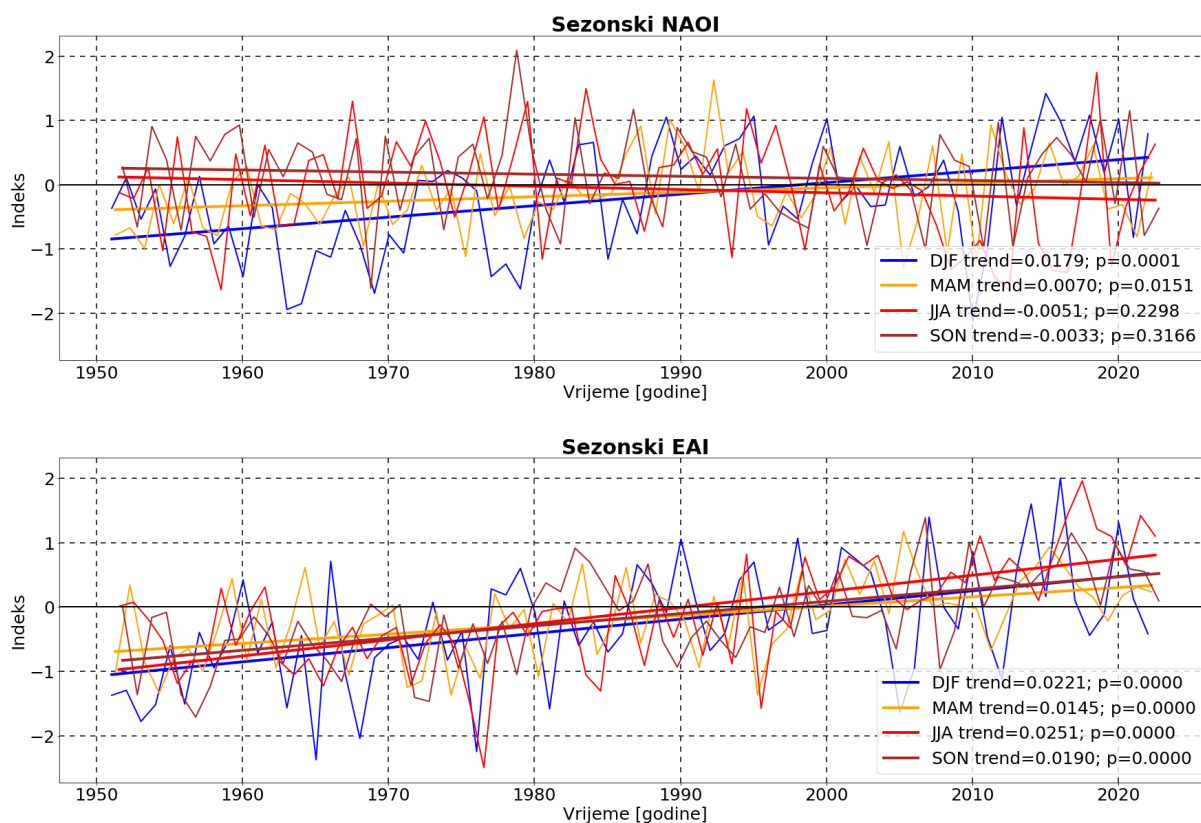 Sezonski NAOI
2
1
0
−1
−2
Indeks
DJF trend=0.0179; p=0.0001
MAM trend=0.0070; p=0.0151
JJA trend=-0.0051; p=0.2298
SON trend=-0.0033; p=0.3166
1950 1960 1970 1980 1990 2000 2010 2020
Vrijeme [godine]
Sezonski EAI
2
1
0
−1
−2
Indeks
DJF trend=0.0221; p=0.0000
MAM trend=0.0145; p=0.0000
JJA trend=0.0251; p=0.0000
SON trend=0.0190; p=0.0000
1950 1960 1970 1980 1990 2000 2010 2020
Vrijeme [godine]